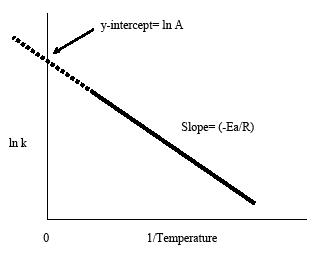 y-intercept= ln A
Slope= (-Ea/R)
ln k
0
1/Temperature